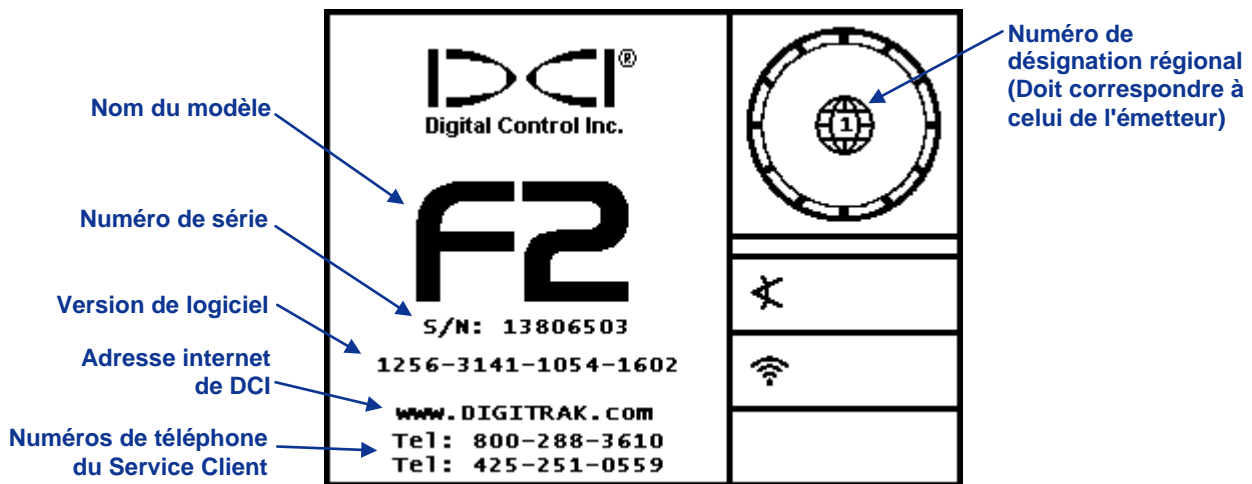 Nom du modèle
Numéro de série
Version de logiciel
Adresse internet
de DCI
Numéros de téléphone
du Service Client
DCI®
Digital Control Inc.
F2
S/N: 13806503
1256-3141-1054-1602
www.DIGITRAK.com
Tel: 800-288-3610
Tel: 425-251-0559
1
Numéro de
désignation régional
(Doit correspondre à
celui de l'émetteur)